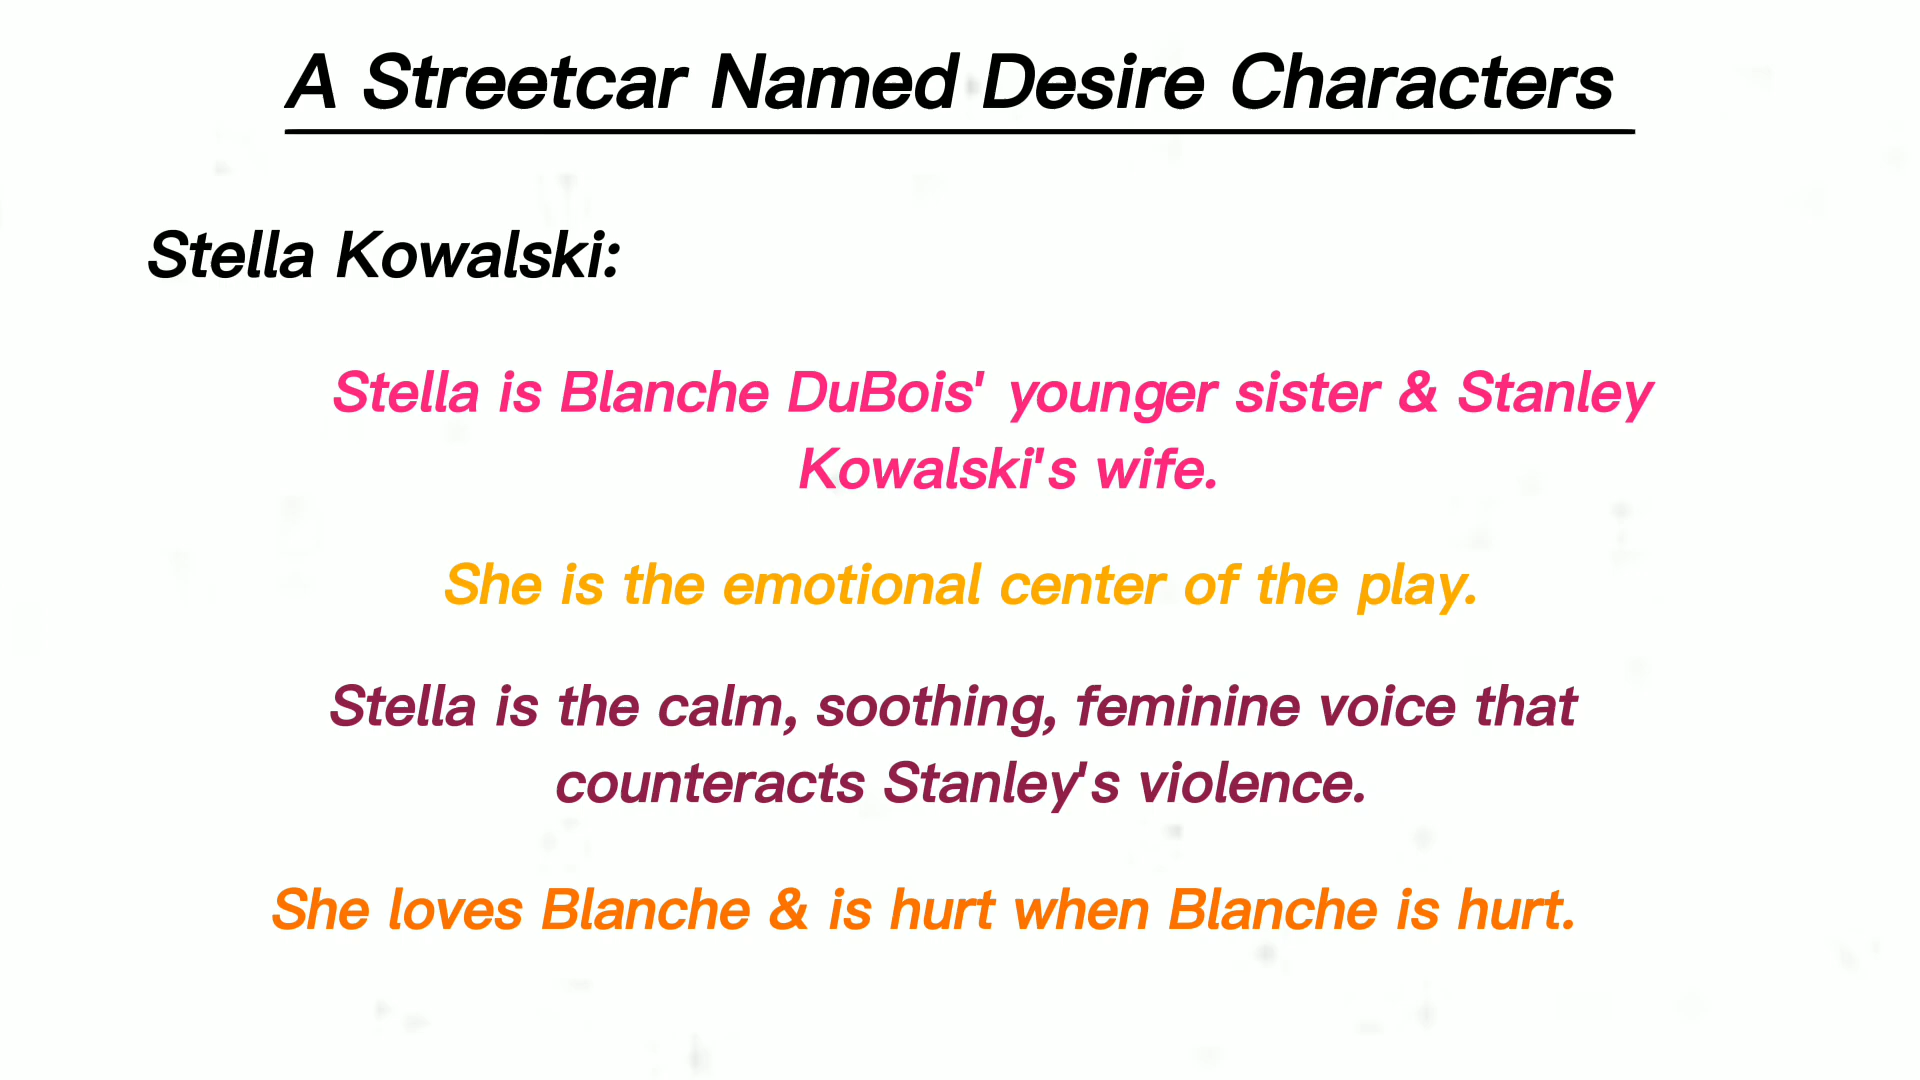 A Streetcar Named Desire Characters
Stella Kowalski:
Stella is Blanche DuBois' younger sister & Stanley
Kowalski's wife.
She is the emotional center of the play.
Stella is the calm, soothing, feminine voice that
counteracts Stanley's violence.
She loves Blanche & is hurt when Blanche is hurt.